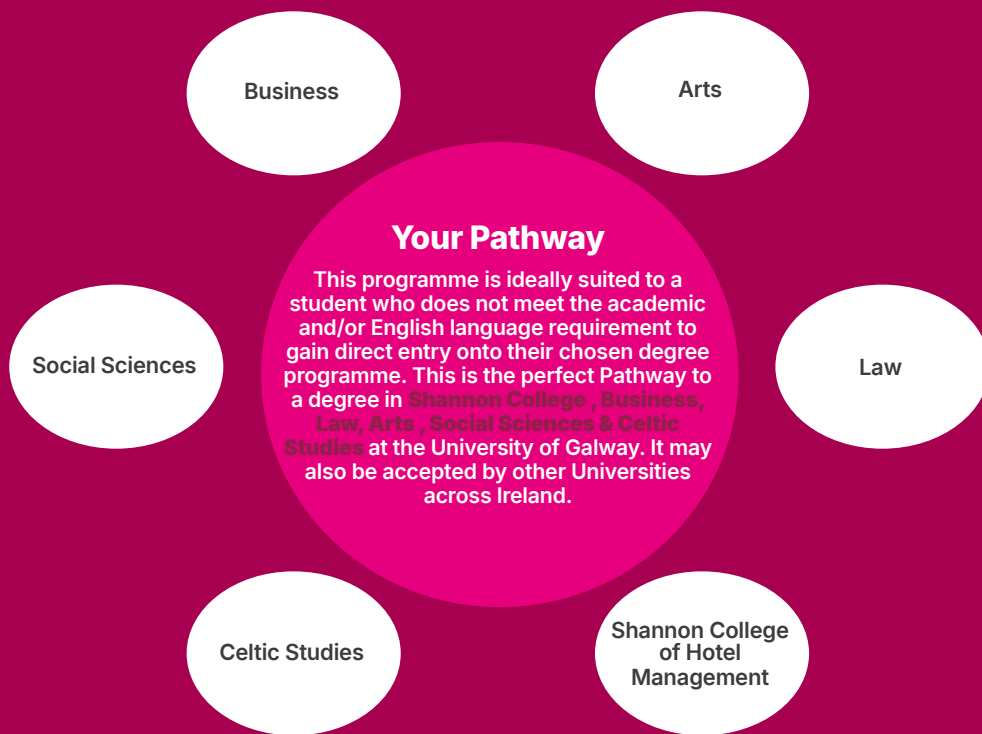 Business
Arts
Your Pathway
This programme is ideally suited to a
student who does not meet the academic
and/or English language requirement to
gain direct entry onto their chosen degree
programme. This is the perfect Pathway to
a degree in Shannon College , Business,
Law, Arts , Social Sciences & Celtic
Studies at the University of Galway. It may
also be accepted by other Universities
across Ireland.
Social Sciences
Law
Celtic Studies
Shannon College
of Hotel
Management